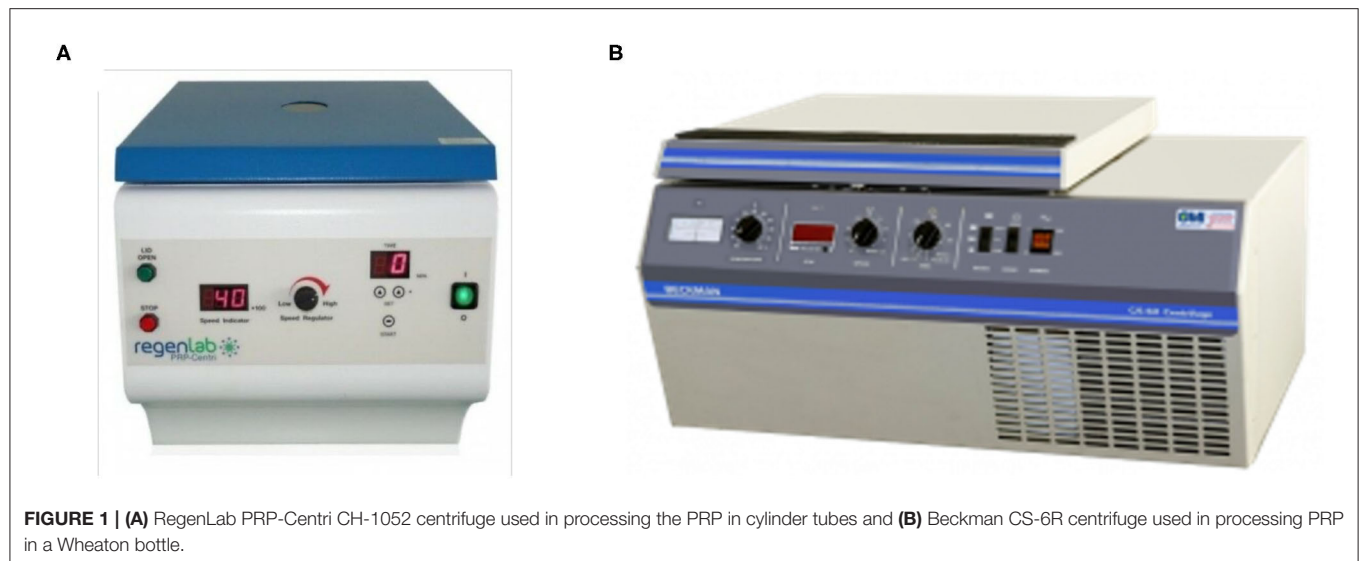 A
B
LID
OPEN
STOP
40
×100
Speed Indicator
Low
High
Speed Regulator
TIME
0
MIN
SET
START
I
O
regenlab
PRP-Centri
BECKMAN
Centrifuge
FIGURE 1 | (A) RegenLab PRP-Centri CH-1052 centrifuge used in processing the PRP in cylinder tubes and (B) Beckman CS-6R centrifuge used in processing PRP
in a Wheaton bottle.